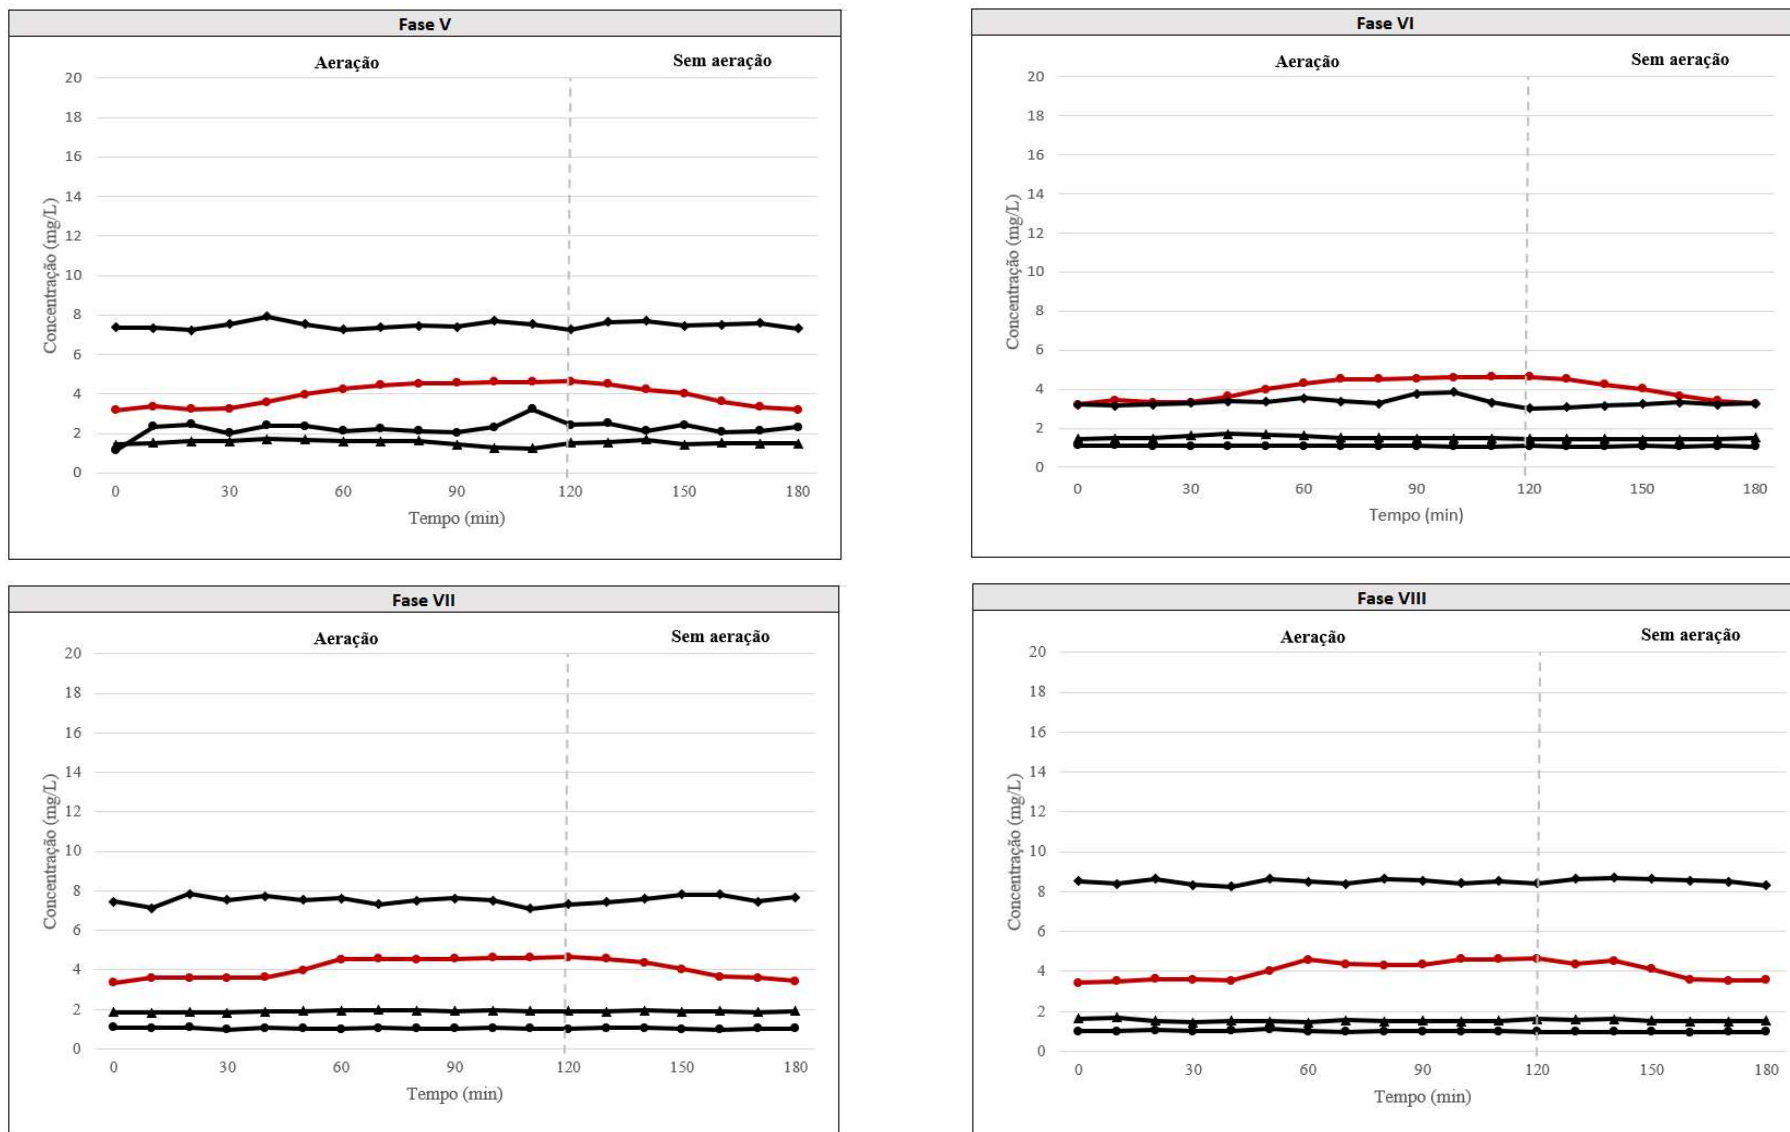 Fase V
Aeração Sem aeração
20
18
16
14
12
10
8
6
4
2
0
Concentração (mg/L)
0 30 60 90 120 150 180
Tempo (min)
Fase VI
Aeração Sem aeração
20
18
16
14
12
10
8
6
4
2
0
Concentração (mg/L)
0 30 60 90 120 150 180
Tempo (min)
Fase VII
Aeração Sem aeração
20
18
16
14
12
10
8
6
4
2
0
Concentração (mg/L)
0 30 60 90 120 150 180
Tempo (min)
Fase VIII
Aeração Sem aeração
20
18
16
14
12
10
8
6
4
2
0
Concentração (mg/L)
0 30 60 90 120 150 180
Tempo (min)